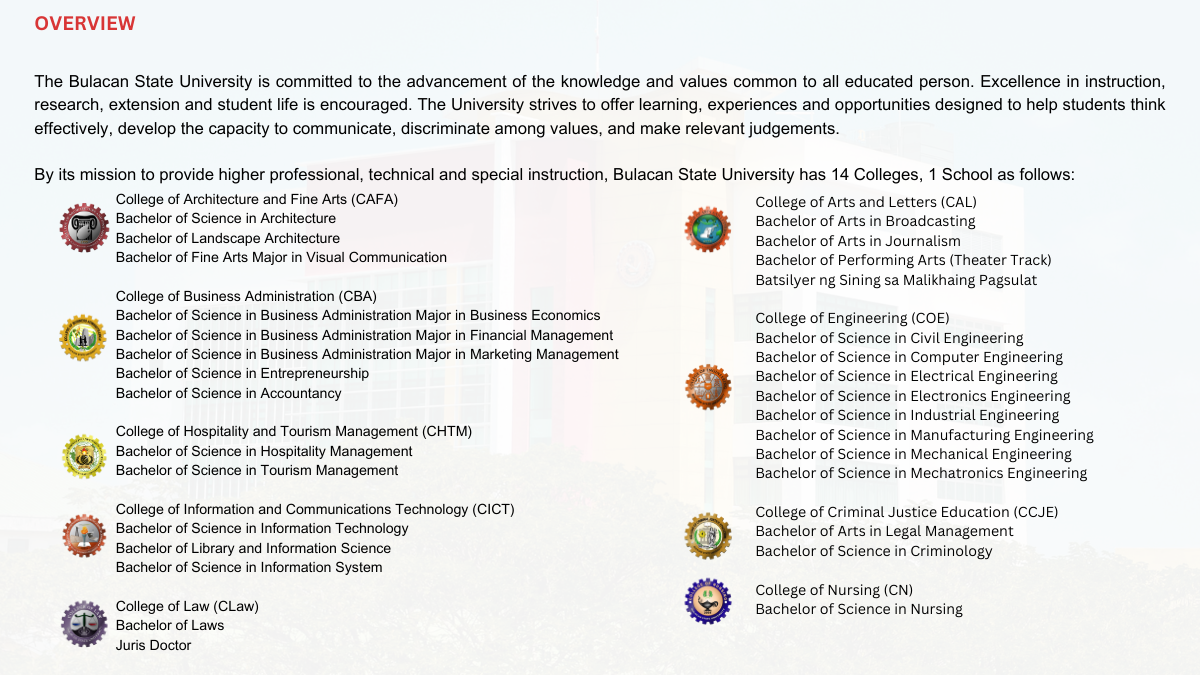 OVERVIEW
The Bulacan State University is committed to the advancement of the knowledge and values common to all educated person. Excellence in instruction,
research, extension and student life is encouraged. The University strives to offer learning, experiences and opportunities designed to help students think
effectively, develop the capacity to communicate, discriminate among values, and make relevant judgements.
By its mission to provide higher professional, technical and special instruction, Bulacan State University has 14 Colleges, 1 School as follows:
College of Architecture and Fine Arts (CAFA)
Bachelor of Science in Architecture
Bachelor of Landscape Architecture
Bachelor of Fine Arts Major in Visual Communication
College of Business Administration (CBA)
Bachelor of Science in Business Administration Major in Business Economics
Bachelor of Science in Business Administration Major in Financial Management
Bachelor of Science in Business Administration Major in Marketing Management
Bachelor of Science in Entrepreneurship
Bachelor of Science in Accountancy
College of Hospitality and Tourism Management (CHTM)
Bachelor of Science in Hospitality Management
Bachelor of Science in Tourism Management
College of Information and Communications Technology (CICT)
Bachelor of Science in Information Technology
Bachelor of Library and Information Science
Bachelor of Science in Information System
College of Law (CLaw)
Bachelor of Laws
Juris Doctor
College of Arts and Letters (CAL)
Bachelor of Arts in Broadcasting
Bachelor of Arts in Journalism
Bachelor of Performing Arts (Theater Track)
Batsilyer ng Sining sa Malikhaing Pagsulat
College of Engineering (COE)
Bachelor of Science in Civil Engineering
Bachelor of Science in Computer Engineering
Bachelor of Science in Electrical Engineering
Bachelor of Science in Electronics Engineering
Bachelor of Science in Industrial Engineering
Bachelor of Science in Manufacturing Engineering
Bachelor of Science in Mechanical Engineering
Bachelor of Science in Mechatronics Engineering
College of Criminal Justice Education (CCJE)
Bachelor of Arts in Legal Management
Bachelor of Science in Criminology
College of Nursing (CN)
Bachelor of Science in Nursing